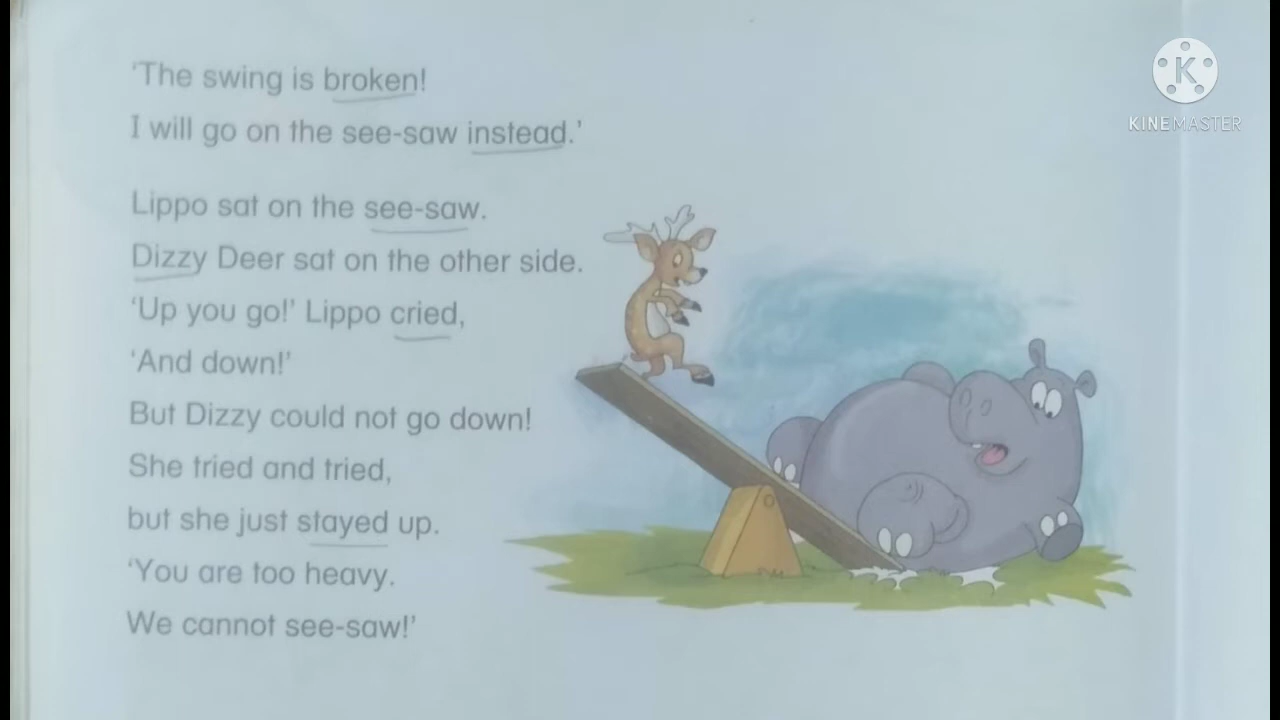 ‘The swing is broken!
I will go on the see-saw instead.’
Lippo sat on the see-saw.
Dizzy Deer sat on the other side.
‘Up you go!’ Lippo cried,
‘And down!’
But Dizzy could not go down!
She tried and tried,
but she just stayed up.
‘You are too heavy.
We cannot see-saw!’
K
KINEMASTER